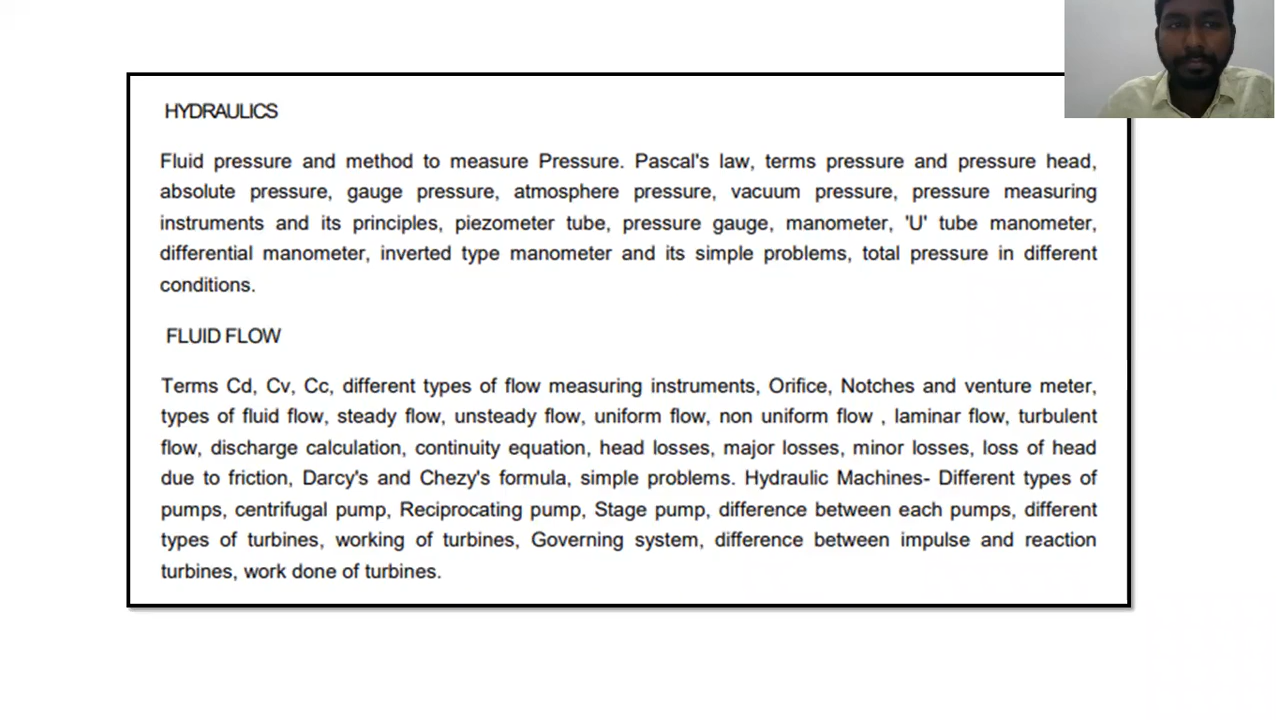 HYDRAULICS
Fluid pressure and method to measure Pressure. Pascal's law, terms pressure and pressure head,
absolute pressure, gauge pressure, atmosphere pressure, vacuum pressure, pressure measuring
instruments and its principles, piezometer tube, pressure gauge, manometer, 'U' tube manometer,
differential manometer, inverted type manometer and its simple problems, total pressure in different
conditions.
FLUID FLOW
Terms Cd, Cv, Cc, different types of flow measuring instruments, Orifice, Notches and venture meter,
types of fluid flow, steady flow, unsteady flow, uniform flow, non uniform flow , laminar flow, turbulent
flow, discharge calculation, continuity equation, head losses, major losses, minor losses, loss of head
due to friction, Darcy's and Chezy's formula, simple problems. Hydraulic Machines- Different types of
pumps, centrifugal pump, Reciprocating pump, Stage pump, difference between each pumps, different
types of turbines, working of turbines, Governing system, difference between impulse and reaction
turbines, work done of turbines.